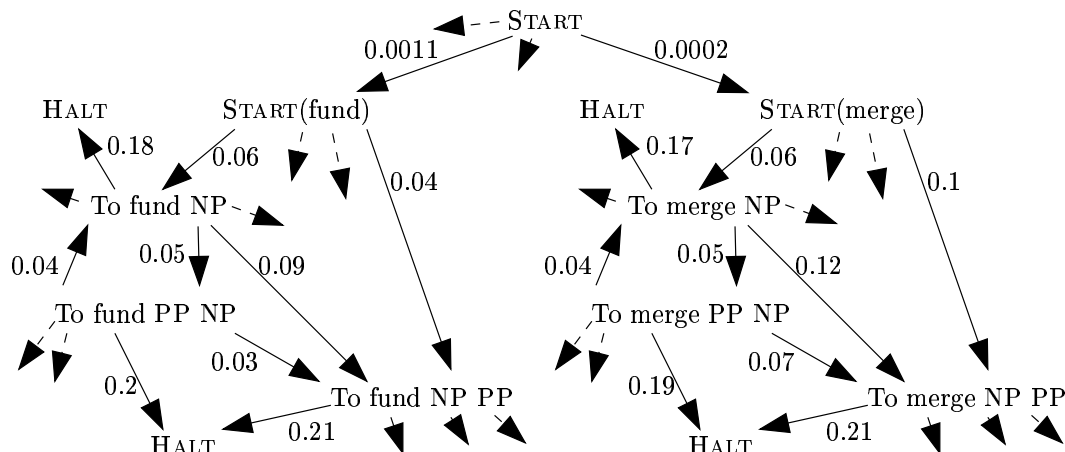 START
0.0011 0.0002
HALT START(fund) HALT START(merge)
0.18 0.06 0.17 0.06
0.04 0.1
To fund NP To merge NP
0.04 0.05 0.09 0.04 0.05 0.12
To fund PP NP To merge PP NP
0.03 0.07
0.2 0.19
To fund NP PP To merge NP PP
0.21 0.21
HALT HALT